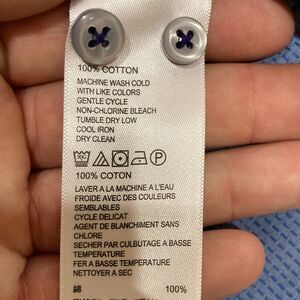 100% COTTON
MACHINE WASH COLD
WITH LIKE COLORS
GENTLE CYCLE
NON-CHLORINE BLEACH
TUMBLE DRY LOW
COOL IRON
DRY CLEAN
P
100% COTON
LAVER A LA MACHINE A L'EAU
FROIDE AVEC DES COULEURS
SEMBLABLES
CYCLE DELICAT
AGENT DE BLANCHIMENT SANS
CHLORE
SECHER PAR CULBUTAGE A BASSE
TEMPERATURE
FER A BASSE TEMPERATURE
NETTOYER A SEC
綿 100%